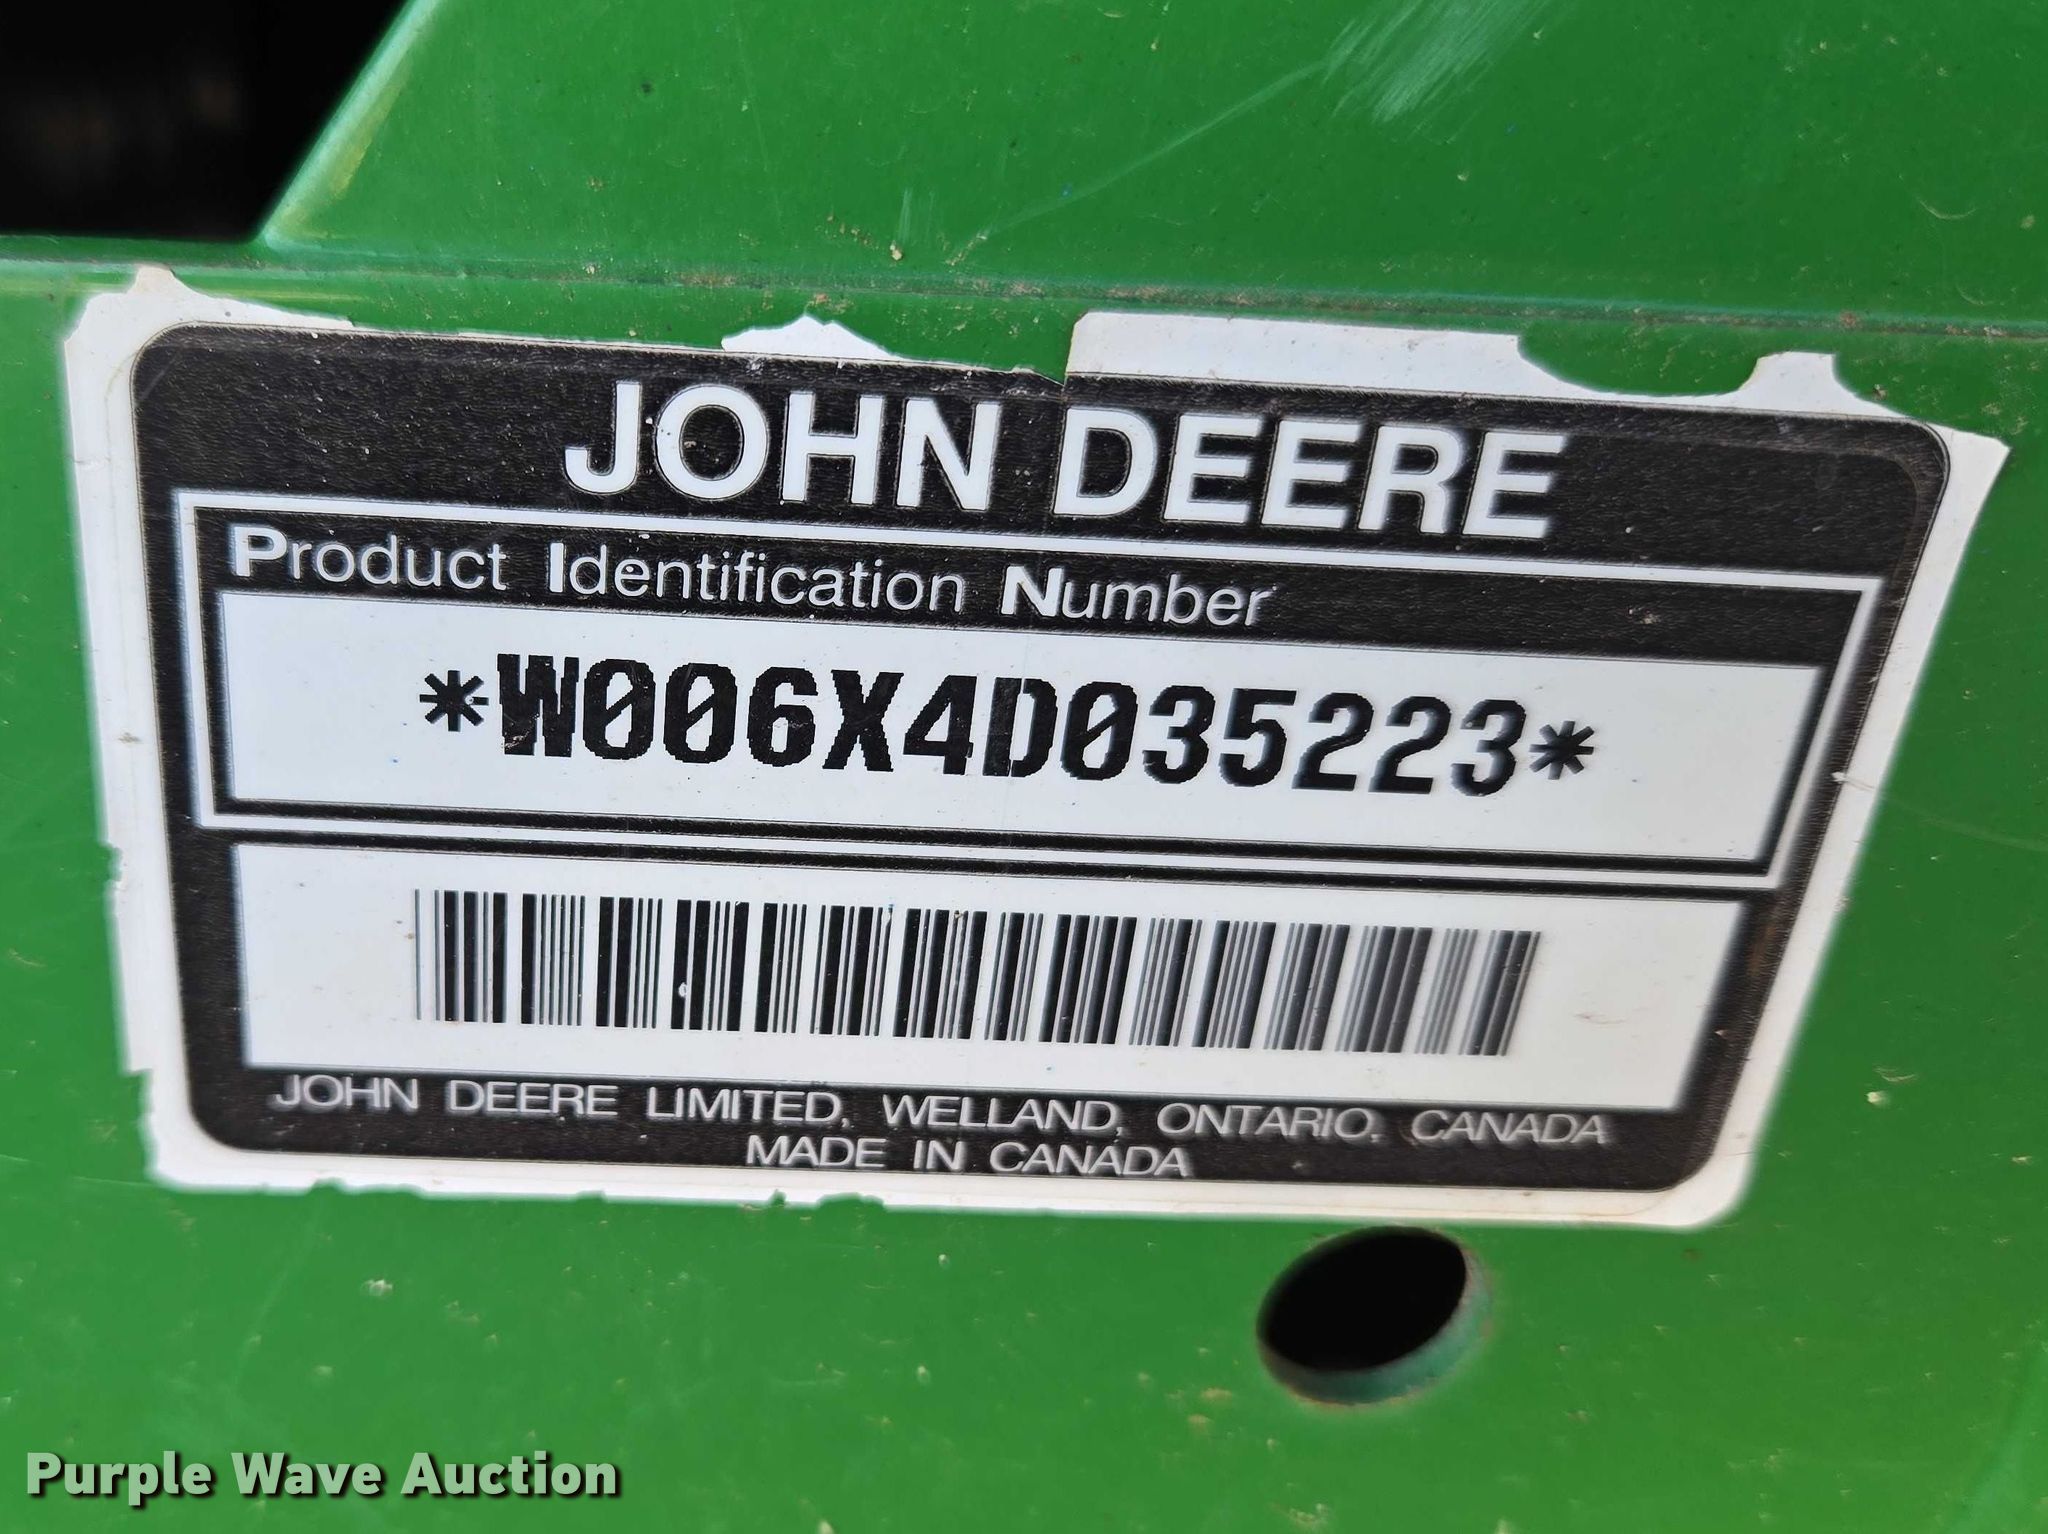 JOHN DEERE
Product Identification Number
*W006X4D035223*
JOHN DEERE LIMITED, WELLAND, ONTARIO, CANADA
MADE IN CANADA
Purple Wave Auction